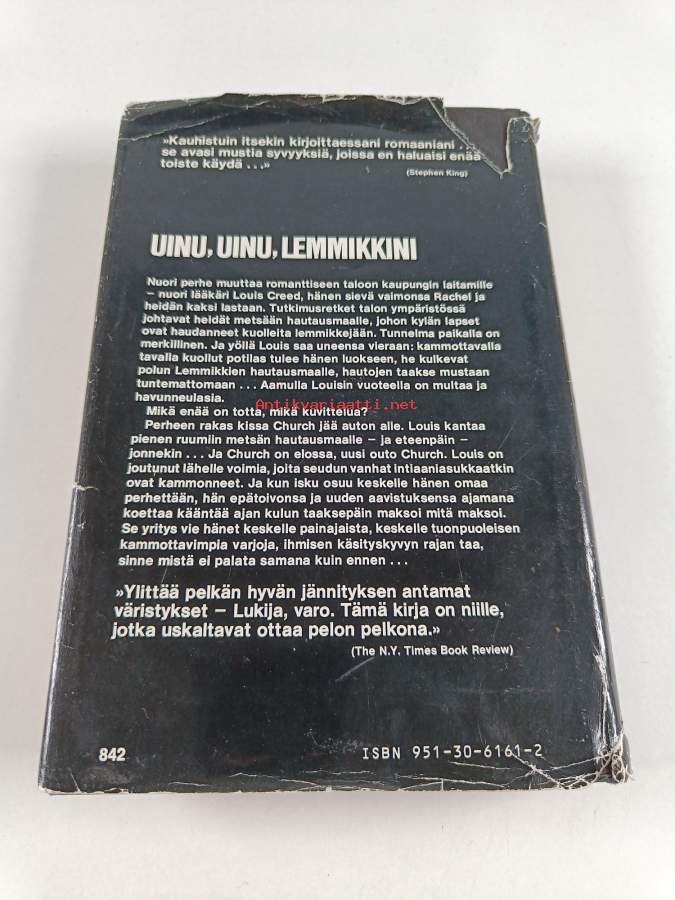 »Kauhistuin itsekin kirjoittaessani romaaniani . .
se avasi mustia syvyyksiä, joissa en haluaisi enää
toiste käydä ...»
(Stephen King)
UINU, UINU, LEMMIKKINI
Nuori perhe muuttaa romanttiseen taloon kaupungin laitamille
– nuori lääkäri Louis Creed, hänen sievä vaimonsa Rachel ja
heidän kaksi lastaan. Tutkimusretket talon ympäristössä
johtavat heidät metsään hautausmaalle, johon kylän lapset
ovat haudanneet kuolleita lemmikkejään. Tunnelma paikalla on
merkillinen. Ja yöllä Louis saa uneensa vieraan: kammottavalla
tavalla kuollut potilas tulee hänen luokseen, he kulkevat
polun Lemmikkien hautausmaalle, hautojen taakse mustaan
tuntemattomaan ... Aamulla Louisin vuoteella on multaa ja
havunneulasia.
Antikvariaatti.net
Mikä enää on totta, mikä kuvittelua?
Perheen rakas kissa Church jää auton alle. Louis kantaa
pienen ruumiin metsän hautausmaalle – ja eteenpäin –
jonnekin ... Ja Church on elossa, uusi outo Church. Louis on
joutunut lähelle voimia, joita seudun vanhat intiaaniasukkaatkin
ovat kammonneet. Ja kun isku osuu keskelle hänen omaa
perhettään, hän epätoivonsa ja uuden aavistuksensa ajamana
koettaa kääntää ajan kulun taaksepäin maksoi mitä maksoi.
Se yritys vie hänet keskelle painajaista, keskelle tuonpuoleisen
kammottavimpia varjoja, ihmisen käsityskyvyn rajan taa,
sinne mistä ei palata samana kuin ennen ...
»Ylittää pelkän hyvän jännityksen antamat
väristykset – Lukija, varo. Tämä kirja on niille,
jotka uskaltavat ottaa pelon pelkona.»
(The N.Y. Times Book Review)
842
ISBN 951-30-6161-2